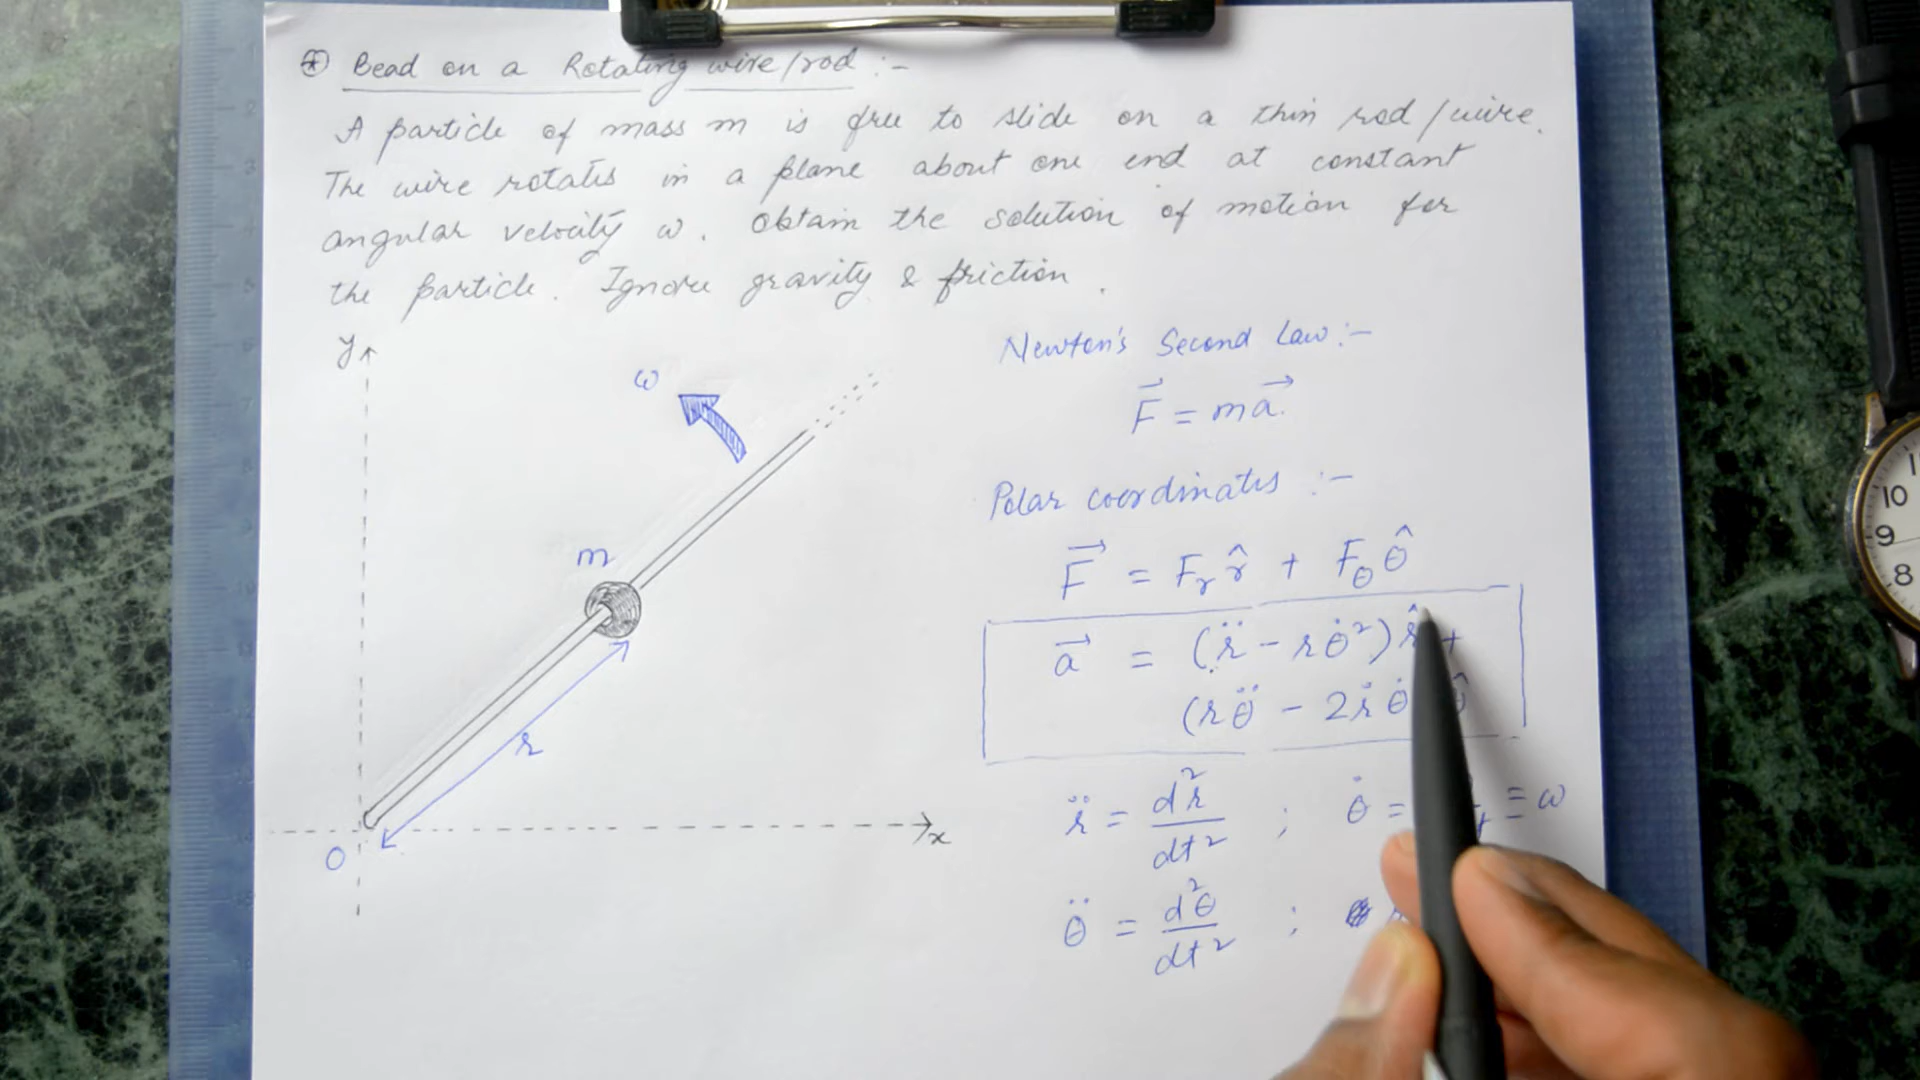 ⊛ Bead on a Rotating wire/rod :-
A particle of mass m is free to slide on a thin rod/wire.
The wire rotates in a plane about one end at constant
angular velocity ω. Obtain the solution of motion for
the particle. Ignore gravity & friction.
y
ω
m
r
O
x
Newton's Second Law :-
F⃗ = ma⃗.
Polar coordinates :-
F⃗ = F_r r̂ + F_θ θ̂
a⃗ = (r̈ - rθ̇²) r̂ +
(rθ̈ - 2ṙθ̇ θ̂
r̈ = d²r/dt² ; θ̇ = = ω
θ̈ = d²θ/dt² ;
10
9
8